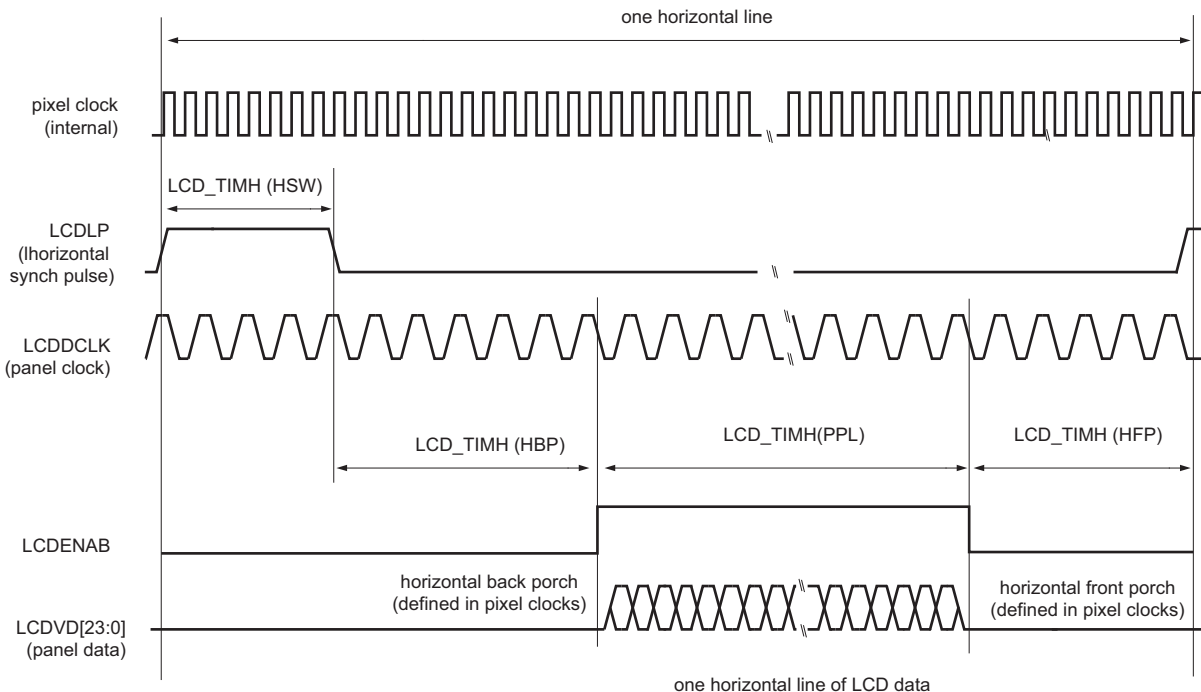 one horizontal line
pixel clock
(internal)
LCD_TIMH (HSW)
LCDLP
(lhorizontal
synch pulse)
LCDDCLK
(panel clock)
LCD_TIMH (HBP)
LCD_TIMH(PPL)
LCD_TIMH (HFP)
LCDENAB
horizontal back porch
(defined in pixel clocks)
horizontal front porch
(defined in pixel clocks)
LCDVD[23:0]
(panel data)
one horizontal line of LCD data